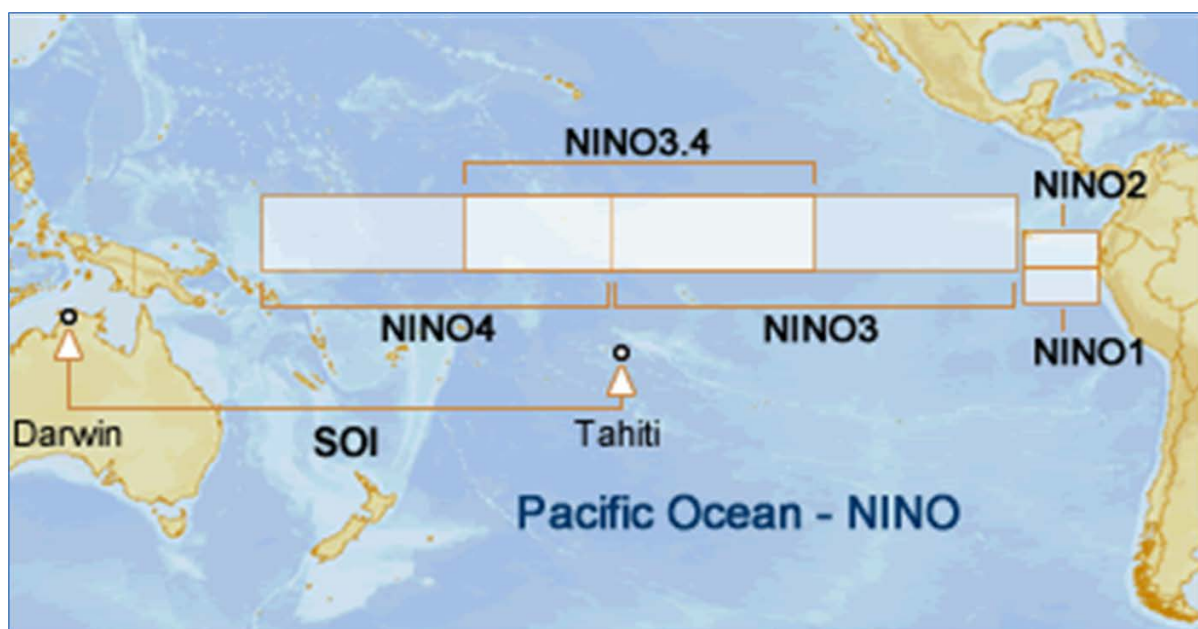 NINO3.4
NINO2
NINO4
NINO3
NINO1
Darwin
SOI
Tahiti
Pacific Ocean - NINO